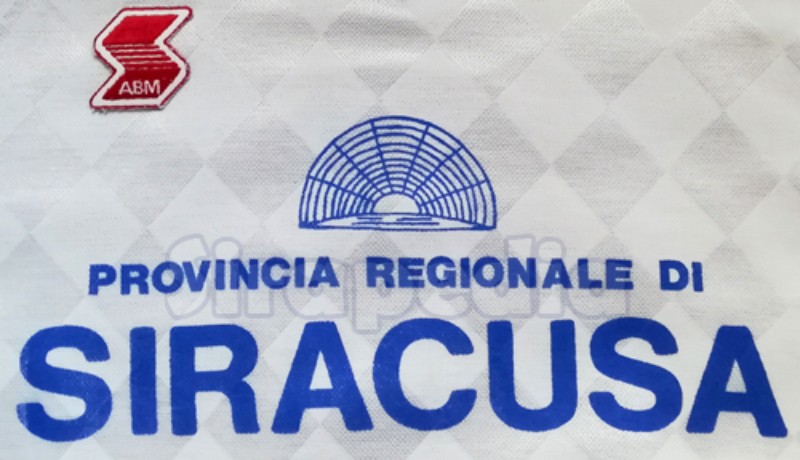 ABM
PROVINCIA REGIONALE DI
Sirapedia
SIRACUSA